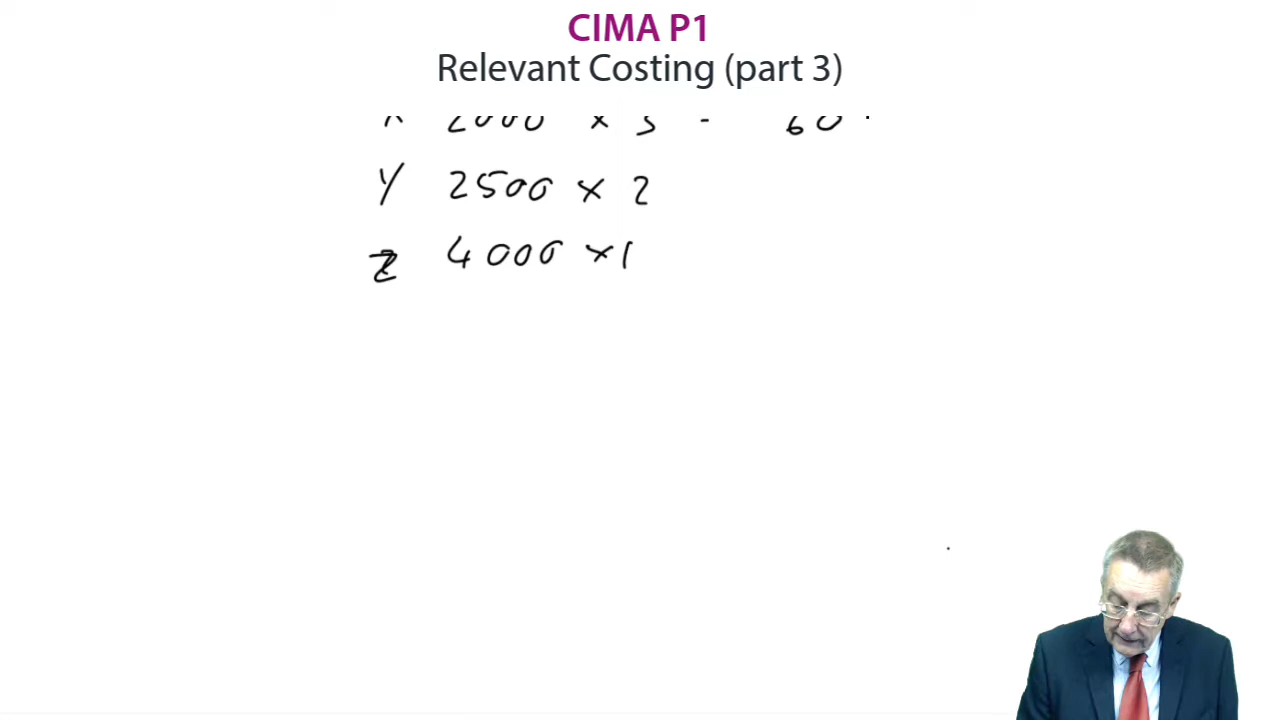 CIMA P1
Relevant Costing (part 3)
2000 × 3 - 60
Y 2500 × 2
Z 4000 × 1